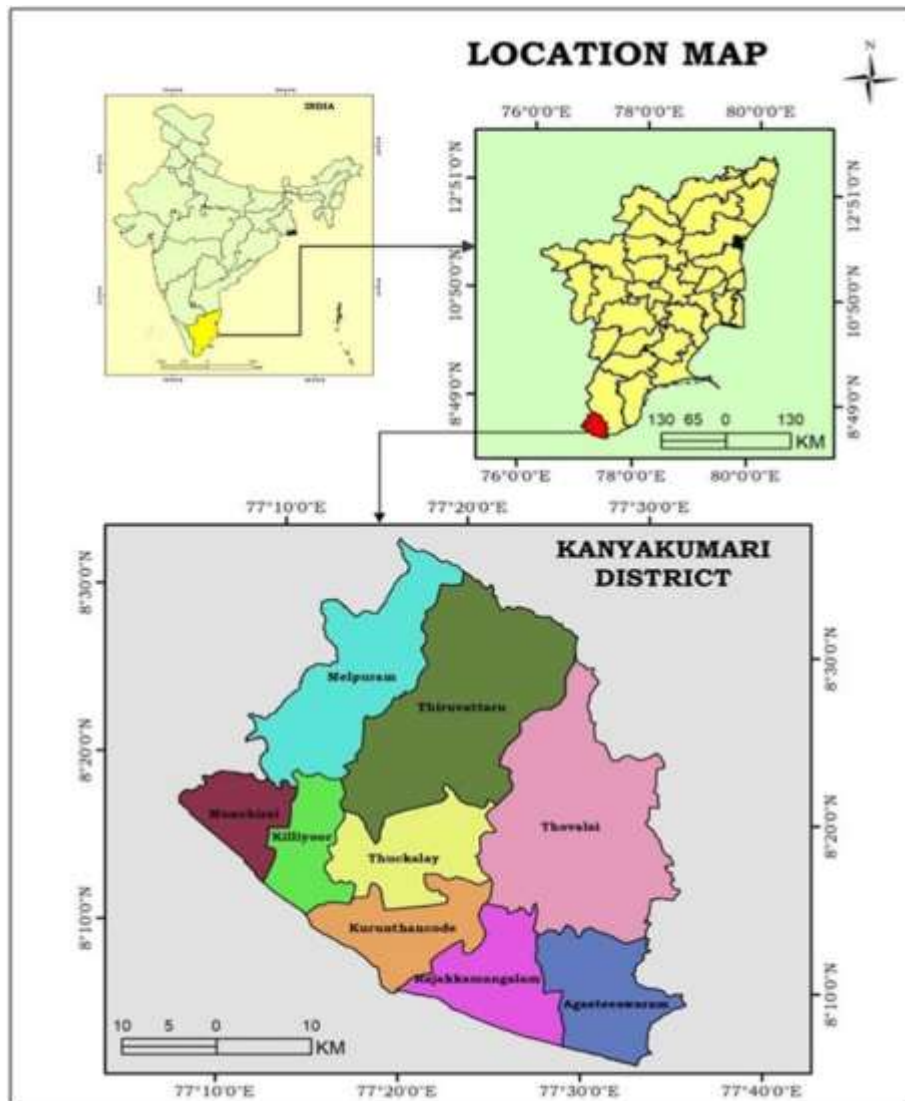 LOCATION MAP
N
INDIA
76°0'0"E 78°0'0"E 80°0'0"E
12°51'0"N
12°51'0"N
10°50'0"N
10°50'0"N
8°49'0"N
8°49'0"N
130 65 0 130
KM
76°0'0"E 78°0'0"E 80°0'0"E
77°10'0"E 77°20'0"E 77°30'0"E
KANYAKUMARI
DISTRICT
8°30'0"N
8°30'0"N
Melpuram
Thiruvattaru
8°20'0"N
8°20'0"N
Munchirai
Killiyoor
Thovalai
Thuckalay
8°10'0"N
Kurunthancode
Rajakkamangalam
Agasteeswaram
8°10'0"N
10 5 0 10
KM
77°10'0"E 77°20'0"E 77°30'0"E 77°40'0"E